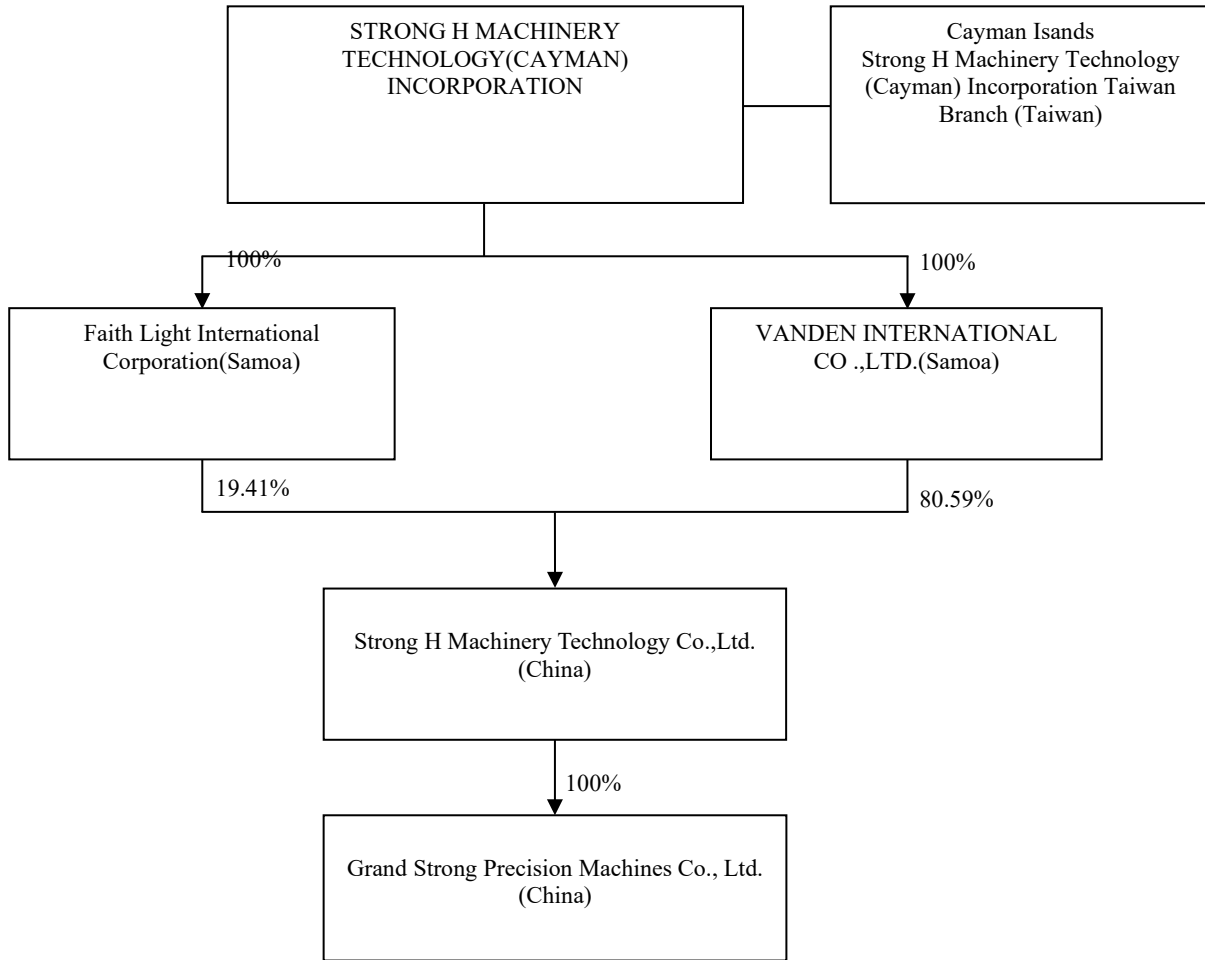 STRONG H MACHINERY
TECHNOLOGY(CAYMAN)
INCORPORATION
Cayman Isands
Strong H Machinery Technology
(Cayman) Incorporation Taiwan
Branch (Taiwan)
100%
100%
Faith Light International
Corporation(Samoa)
VANDEN INTERNATIONAL
CO .,LTD.(Samoa)
19.41%
80.59%
Strong H Machinery Technology Co.,Ltd.
(China)
100%
Grand Strong Precision Machines Co., Ltd.
(China)